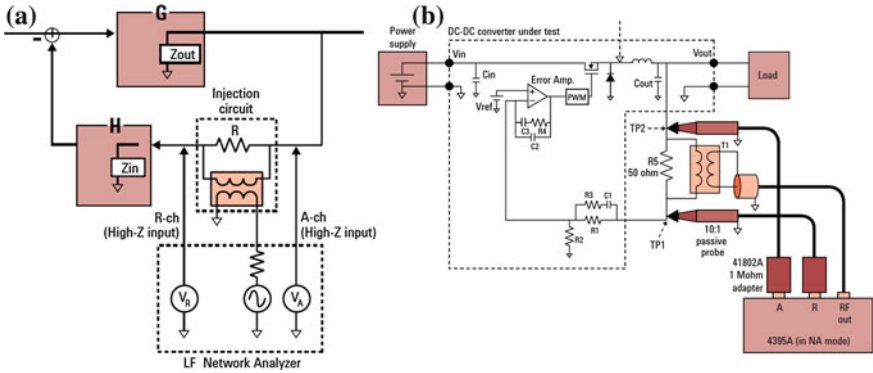 (a)
G
Zout
Injection
circuit
R
H
Zin
R-ch
(High-Z input)
A-ch
(High-Z input)
VR
VA
LF Network Analyzer
(b)
Power
supply
DC-DC converter under test
Vin
Vout
Cin
Error Amp.
Cout
Load
Vref
PWM
C3
R4
C2
TP2
T1
R5
50 ohm
R3
C1
R1
R2
TP1
10:1
passive
probe
41802A
1 Mohm
adapter
A
R
RF
out
4395A (in NA mode)